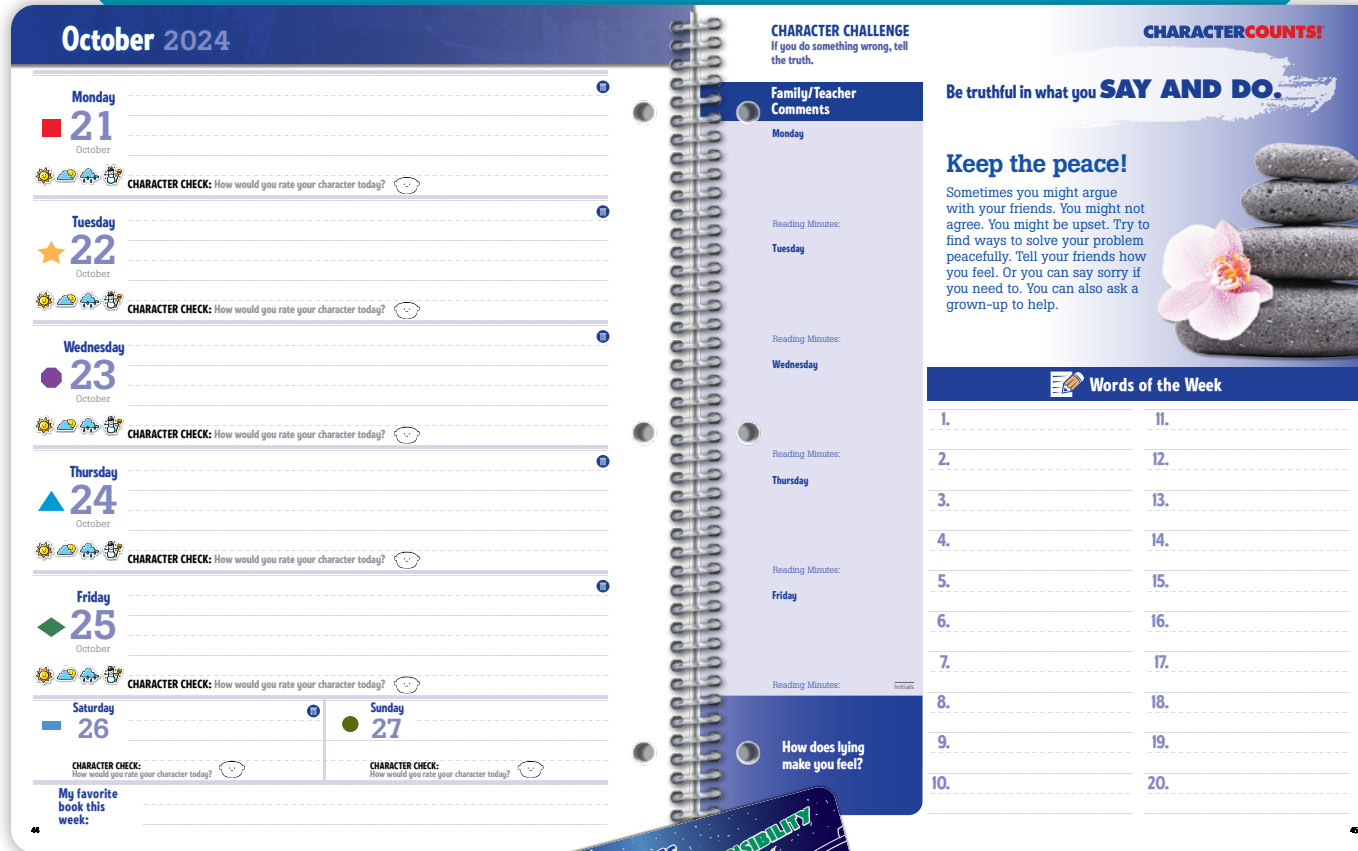 October 2024
Monday
21
October
CHARACTER CHECK: How would you rate your character today?
Tuesday
22
October
CHARACTER CHECK: How would you rate your character today?
Wednesday
23
October
CHARACTER CHECK: How would you rate your character today?
Thursday
24
October
CHARACTER CHECK: How would you rate your character today?
Friday
25
October
CHARACTER CHECK: How would you rate your character today?
Saturday
26
CHARACTER CHECK:
How would you rate your character today?
Sunday
27
CHARACTER CHECK:
How would you rate your character today?
My favorite
book this
week:
44
CHARACTER CHALLENGE
If you do something wrong, tell
the truth.
Family/Teacher
Comments
Monday
Reading Minutes:
Tuesday
Reading Minutes:
Wednesday
Reading Minutes:
Thursday
Reading Minutes:
Friday
Reading Minutes:
Initials
How does lying
make you feel?
CHARACTERCOUNTS!
Be truthful in what you SAY AND DO.
Keep the peace!
Sometimes you might argue
with your friends. You might not
agree. You might be upset. Try to
find ways to solve your problem
peacefully. Tell your friends how
you feel. Or you can say sorry if
you need to. You can also ask a
grown-up to help.
Words of the Week
1.
2.
3.
4.
5.
6.
7.
8.
9.
10.
11.
12.
13.
14.
15.
16.
17.
18.
19.
20.
45